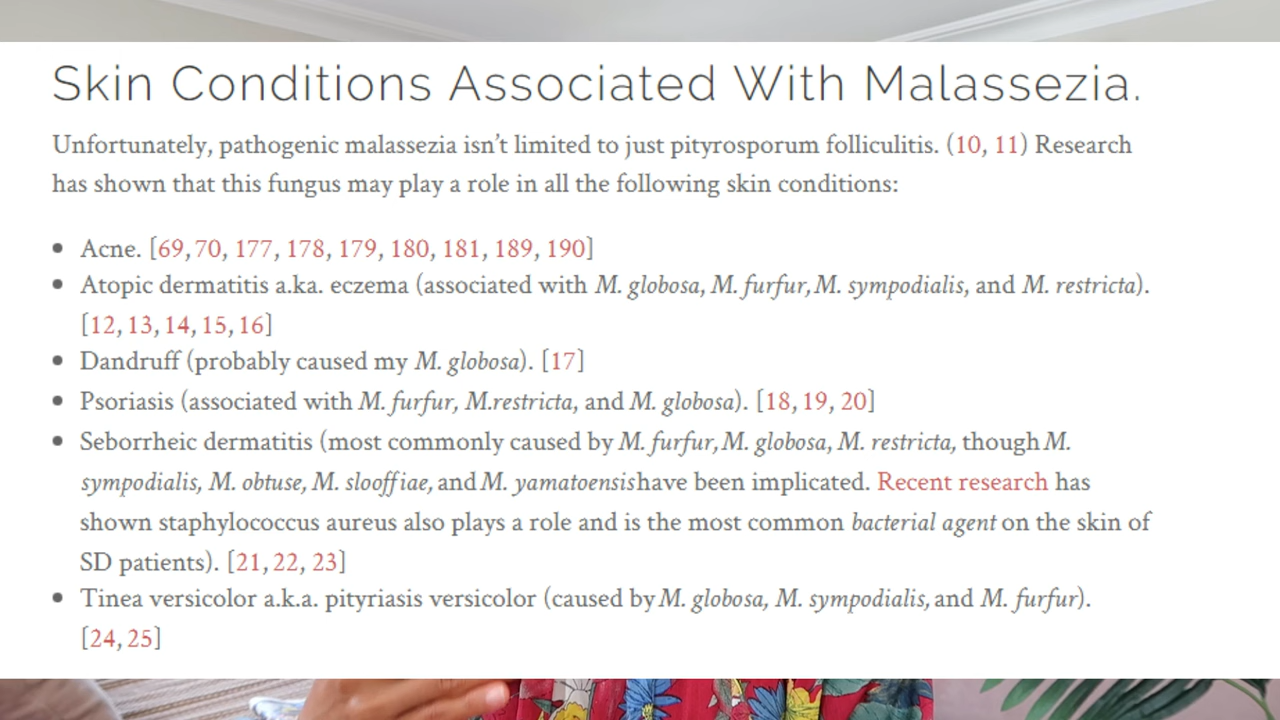 Skin Conditions Associated With Malassezia.
Unfortunately, pathogenic malassezia isn't limited to just pityrosporum folliculitis. (10, 11) Research
has shown that this fungus may play a role in all the following skin conditions:
• Acne. [69, 70, 177, 178, 179, 180, 181, 189, 190]
• Atopic dermatitis a.ka. eczema (associated with M. globosa, M. furfur, M. sympodialis, and M. restricta).
[12, 13, 14, 15, 16]
• Dandruff (probably caused my M. globosa). [17]
• Psoriasis (associated with M. furfur, M.restricta, and M. globosa). [18, 19, 20]
• Seborrheic dermatitis (most commonly caused by M. furfur, M. globosa, M. restricta, though M.
sympodialis, M. obtuse, M. slooffiae, and M. yamatoensis have been implicated. Recent research has
shown staphylococcus aureus also plays a role and is the most common bacterial agent on the skin of
SD patients). [21, 22, 23]
• Tinea versicolor a.k.a. pityriasis versicolor (caused by M. globosa, M. sympodialis, and M. furfur).
[24, 25]